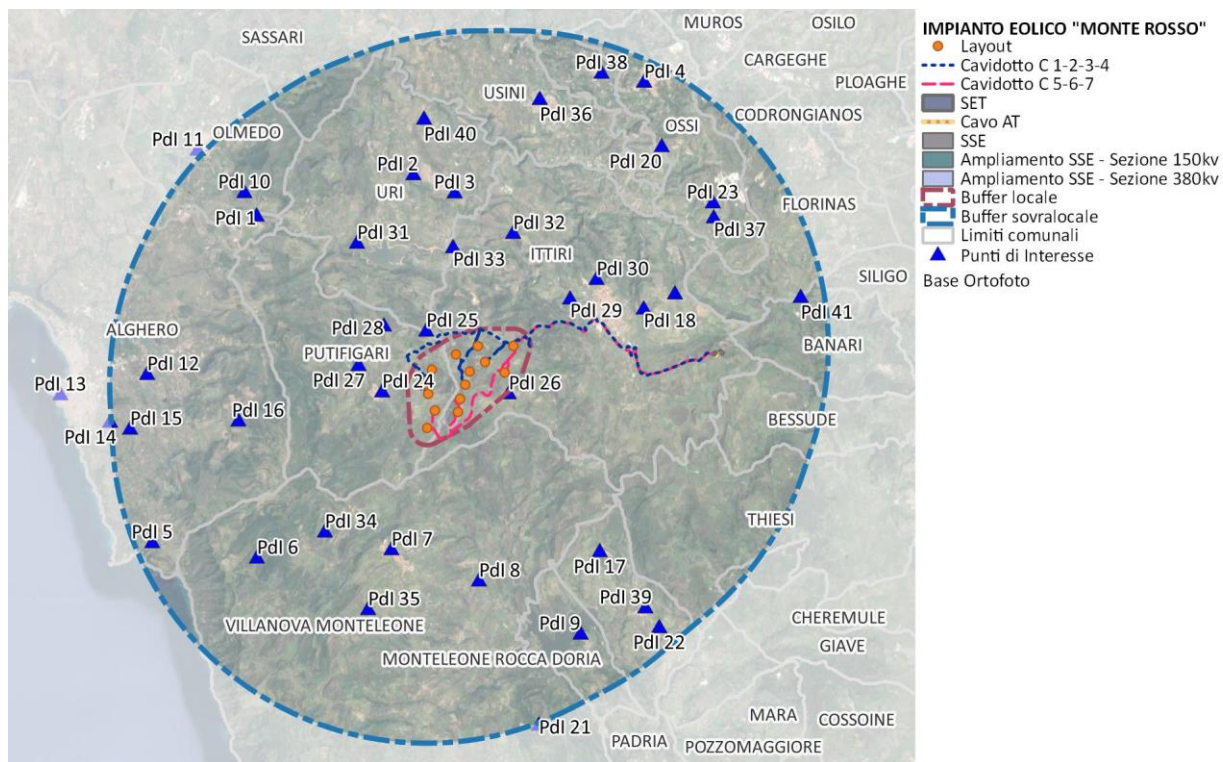 SASSARI
MUROS
OSILO
CARGEGHE
PLOAGHE
PdI 38
PdI 4
USINI
PdI 36
CODRONGIANOS
OLMEDO
PdI 11
PdI 40
OSSI
PdI 20
PdI 2
PdI 10
URI
PdI 3
PdI 23
FLORINAS
PdI 1
PdI 37
PdI 31
PdI 32
PdI 33
ITTIRI
PdI 30
SILIGO
PdI 29
PdI 18
PdI 41
ALGHERO
PdI 28
PdI 25
BANARI
PUTIFIGARI
PdI 12
PdI 13
PdI 27
PdI 24
PdI 26
PdI 14
PdI 15
PdI 16
BESSUDE
THIESI
PdI 5
PdI 34
PdI 6
PdI 7
PdI 8
PdI 17
PdI 35
PdI 39
VILLANOVA MONTELEONE
PdI 9
PdI 22
CHEREMULE
GIAVE
MONTELEONE ROCCA DORIA
PdI 21
MARA
COSSOINE
PADRIA
POZZOMAGGIORE
IMPIANTO EOLICO "MONTE ROSSO"
Layout
Cavidotto C 1-2-3-4
Cavidotto C 5-6-7
SET
Cavo AT
SSE
Ampliamento SSE - Sezione 150kv
Ampliamento SSE - Sezione 380kv
Buffer locale
Buffer sovralocale
Limiti comunali
Punti di Interesse
Base Ortofoto